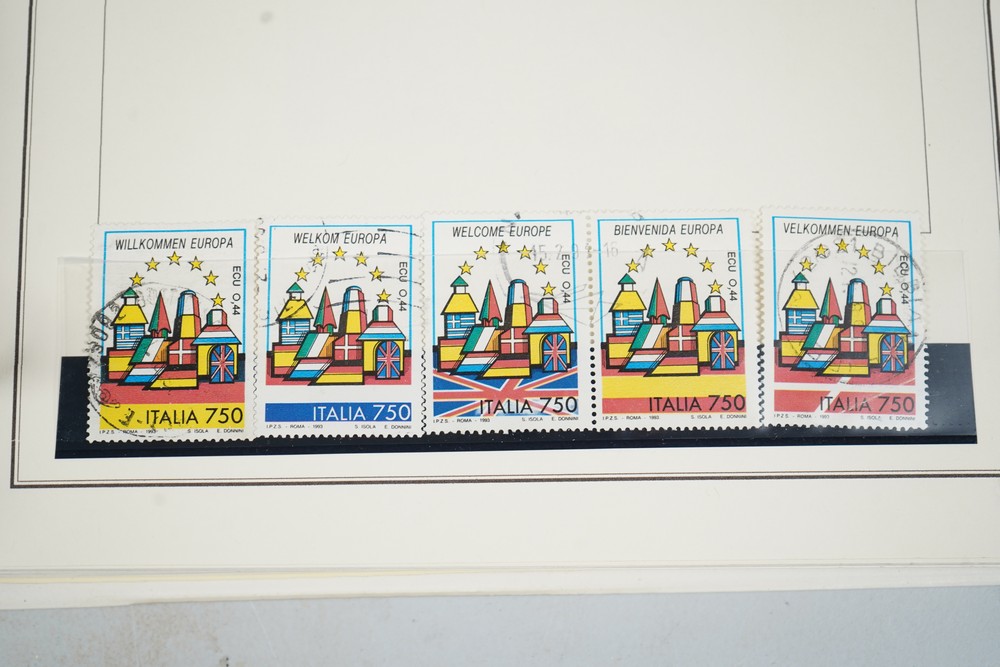 WILLKOMMEN EUROPA
ECU 0,44
ITALIA 750
I.P.Z.S. - ROMA - 1993 S. ISOLA E. DONNINI
WELKOM EUROPA
ECU 0,44
ITALIA 750
I.P.Z.S. - ROMA - 1993 S. ISOLA E. DONNINI
WELCOME EUROPE
ECU 0,44
ITALIA 750
I.P.Z.S. - ROMA - 1993 S. ISOLA E. DONNINI
BIENVENIDA EUROPA
ECU 0,44
ITALIA 750
I.P.Z.S. - ROMA - 1993 S. ISOLA E. DONNINI
VELKOMMEN EUROPA
ECU 0,44
ITALIA 750
I.P.Z.S. - ROMA - 1993 S. ISOLA E. DONNINI